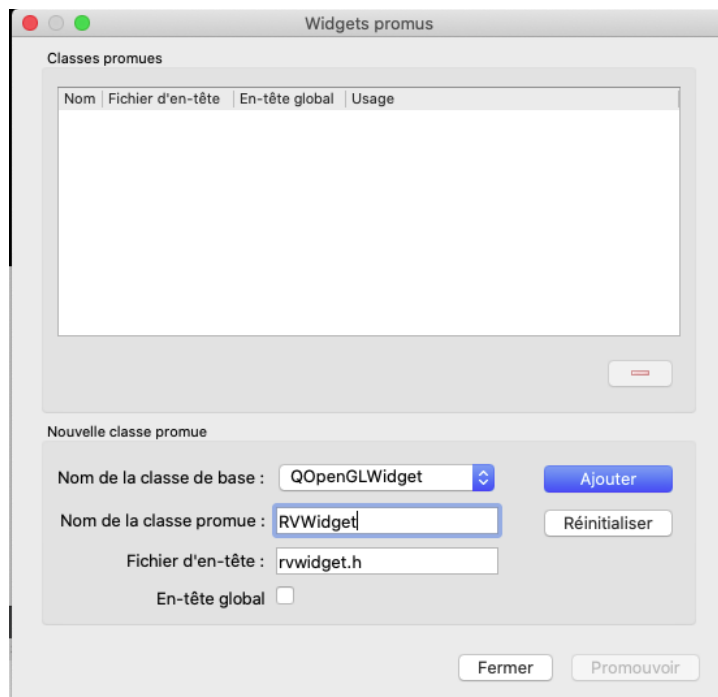 Widgets promus
Classes promues
Nom Fichier d'en-tête En-tête global Usage
Nouvelle classe promue
Nom de la classe de base : QOpenGLWidget Ajouter
Nom de la classe promue : RVWidget Réinitialiser
Fichier d'en-tête : rvwidget.h
En-tête global
Fermer Promouvoir